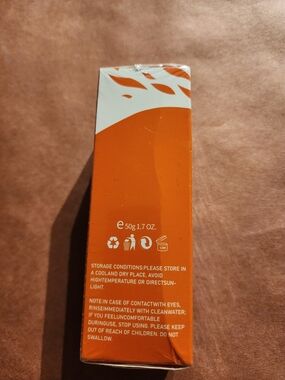 ℮ 50g 1.7 OZ.
STORAGE CONDITIONS:PLEASE STORE IN
A COOLAND DRY PLACE, AVOID
HIGHTEMPERATURE OR DIRECTSUN-
LIGHT
NOTE:IN CASE OF CONTACTWITH EYES,
RINSEIMMEDIATELY WITH CLEANWATER;
IF YOU FEELUNCOMFORTABLE
DURINGUSE, STOP USING. PLEASE KEEP
OUT OF REACH OF CHILDREN. DO NOT
SWALLOW.